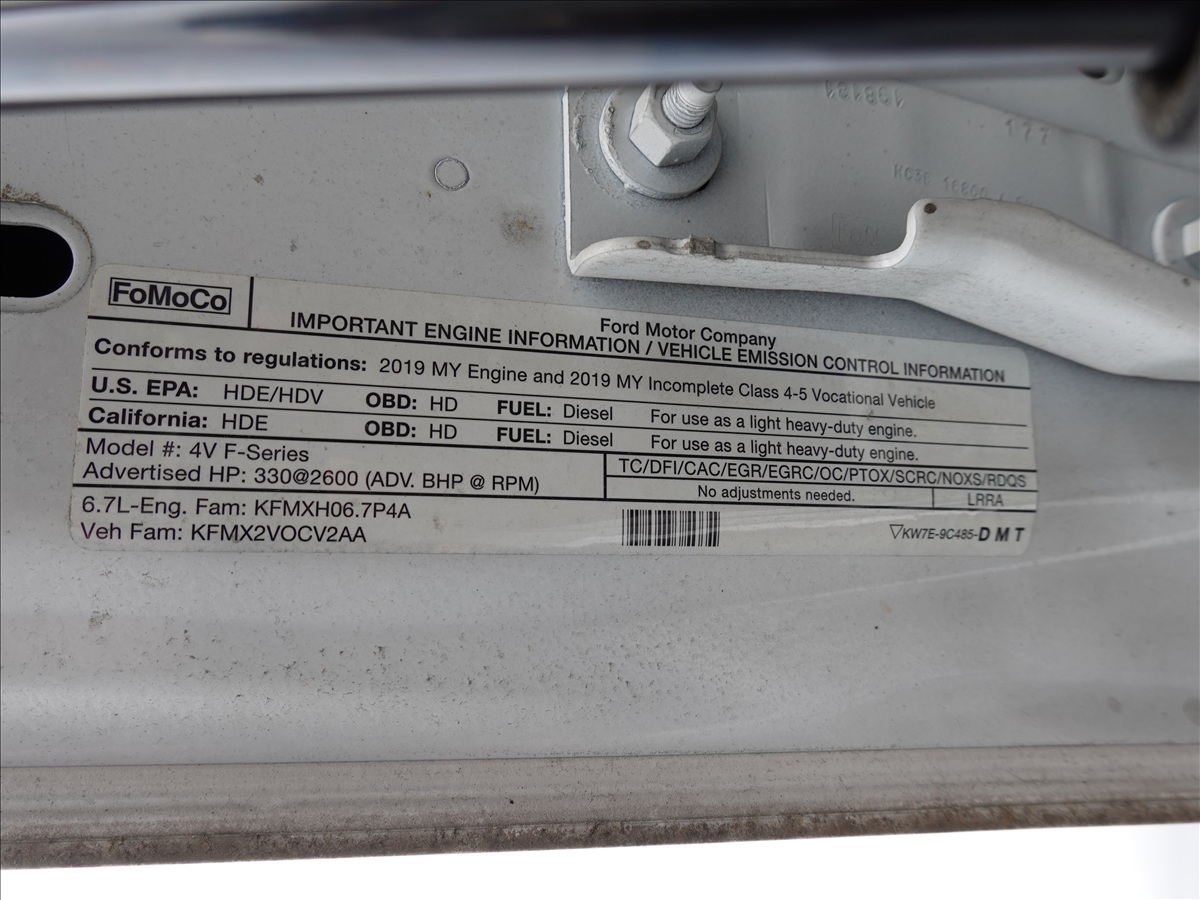 198131
177
FoMoCo
Ford Motor Company
IMPORTANT ENGINE INFORMATION / VEHICLE EMISSION CONTROL INFORMATION
Conforms to regulations: 2019 MY Engine and 2019 MY Incomplete Class 4-5 Vocational Vehicle
U.S. EPA: HDE/HDV OBD: HD FUEL: Diesel For use as a light heavy-duty engine.
California: HDE OBD: HD FUEL: Diesel For use as a light heavy-duty engine.
Model #: 4V F-Series
Advertised HP: 330@2600 (ADV. BHP @ RPM)
TC/DFI/CAC/EGR/EGRC/OC/PTOX/SCRC/NOXS/RDQS
No adjustments needed. LRRA
6.7L-Eng. Fam: KFMXH06.7P4A
Veh Fam: KFMX2VOCV2AA
▽KW7E-9C485-D M T